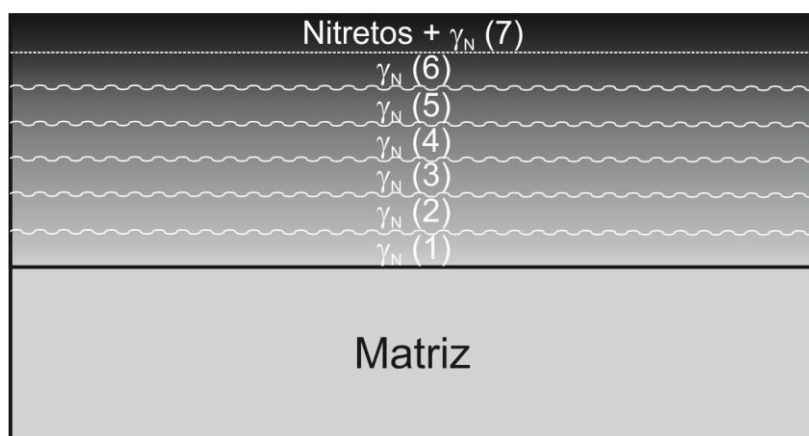 Nitretos + γN (7)
γN (6)
γN (5)
γN (4)
γN (3)
γN (2)
γN (1)
Matriz